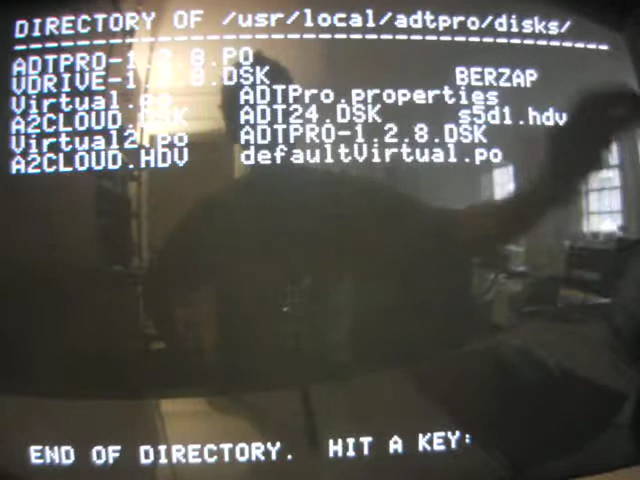 DIRECTORY OF /usr/local/adtpro/disks/
ADTPRO-1.2.8.PO
VDRIVE-1.2.8.DSK BERZAP
Virtual.po ADTPro.properties
A2CLOUD.DSK ADT24.DSK s5d1.hdv
Virtual2.po ADTPRO-1.2.8.DSK
A2CLOUD.HDV defaultVirtual.po
END OF DIRECTORY. HIT A KEY: